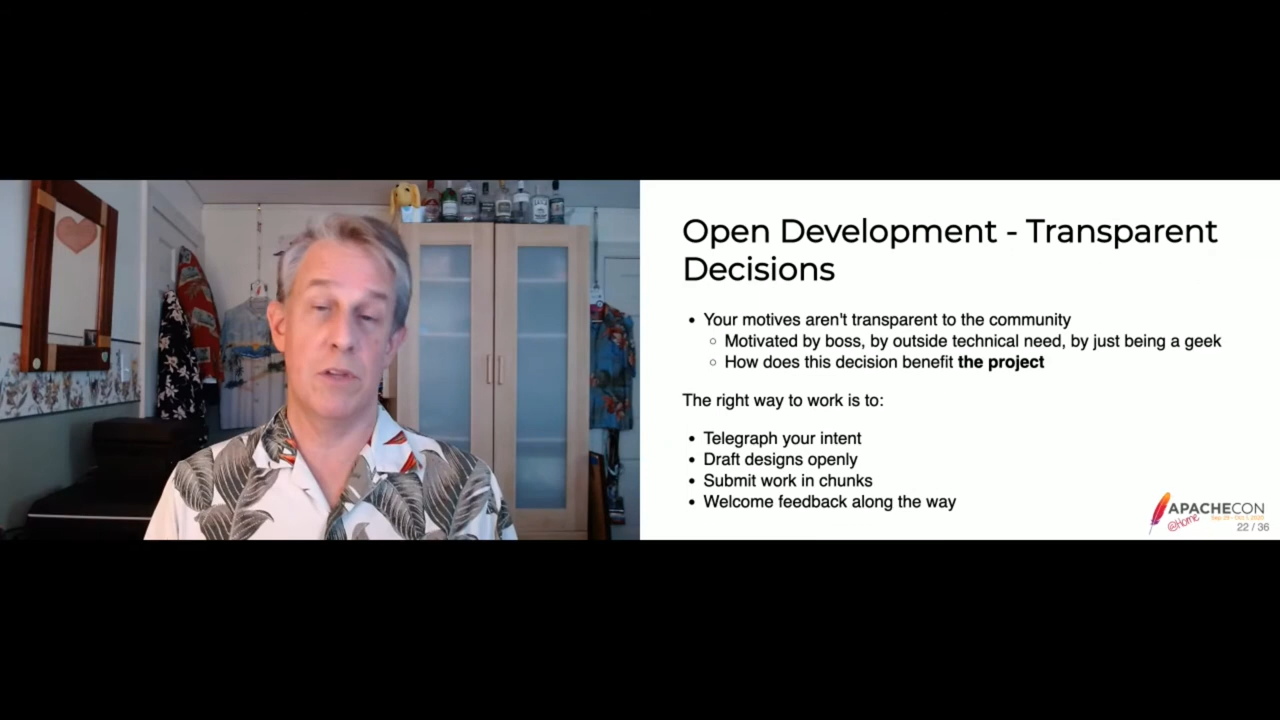 Open Development - Transparent
Decisions
• Your motives aren't transparent to the community
○ Motivated by boss, by outside technical need, by just being a geek
○ How does this decision benefit the project
The right way to work is to:
• Telegraph your intent
• Draft designs openly
• Submit work in chunks
• Welcome feedback along the way
APACHECON
@Home
22 / 36